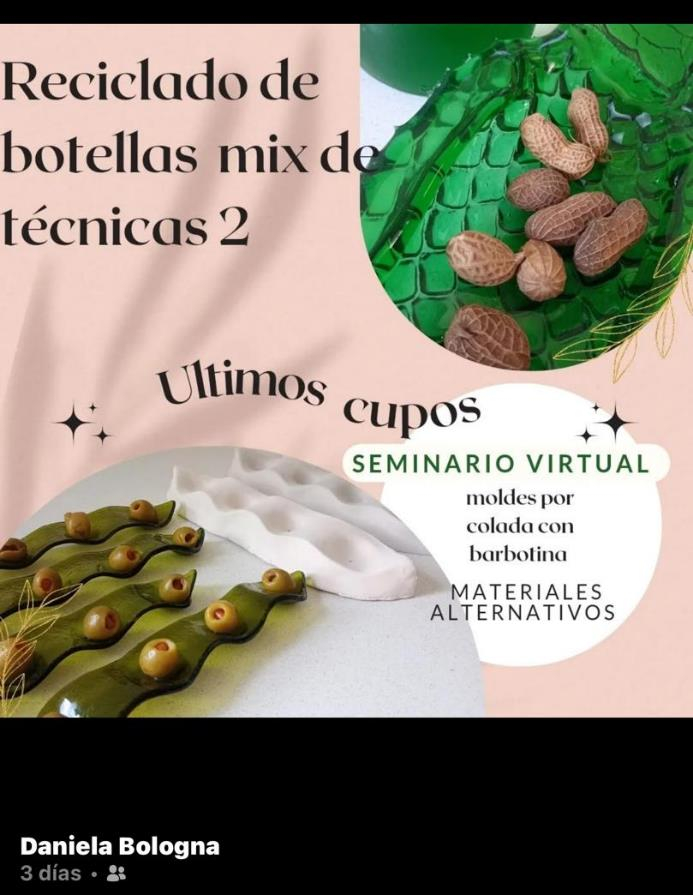 Reciclado de
botellas mix de
técnicas 2
Ultimos cupos
SEMINARIO VIRTUAL
moldes por
colada con
barbotina
MATERIALES
ALTERNATIVOS
Daniela Bologna
3 días •